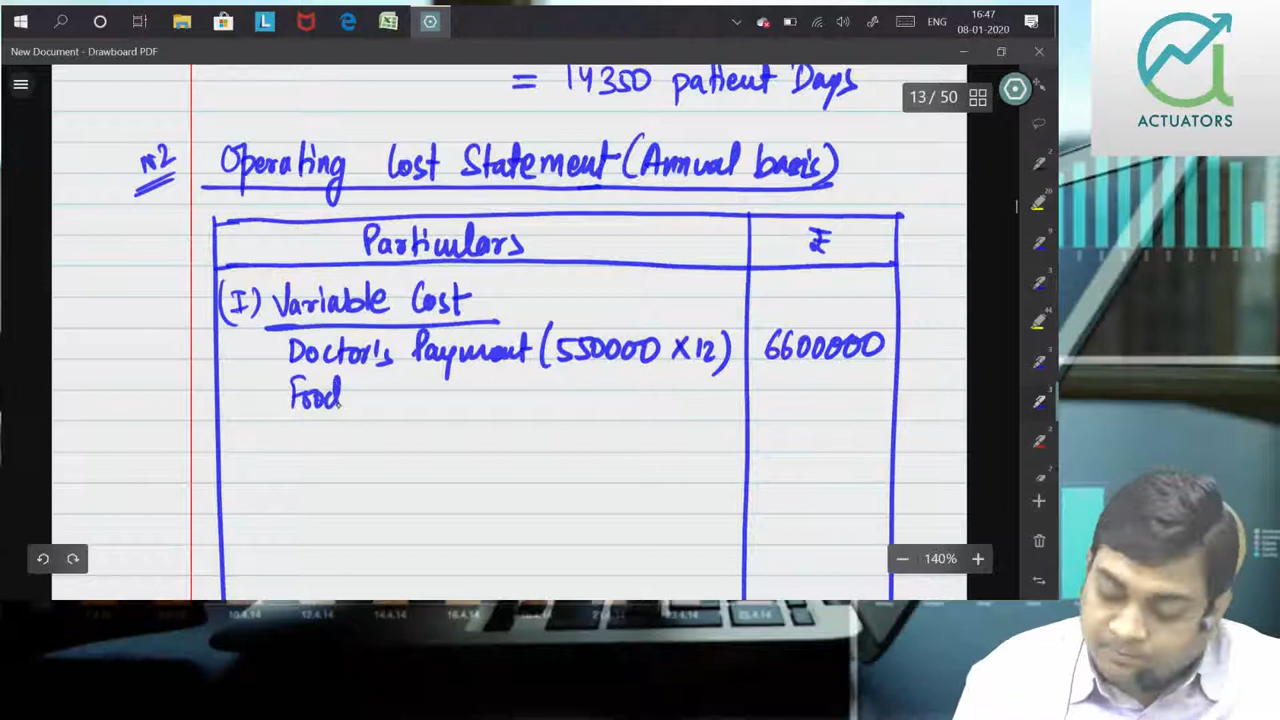 ENG
16:47
08-01-2020
New Document - Drawboard PDF
ACTUATORS
= 14350 patient Days
13 / 50
N2 Operating Cost Statement (Annual basis)
Particulars ₹
(I) Variable Cost
Doctor's Payment (550000 X 12) 6600000
Food
140%